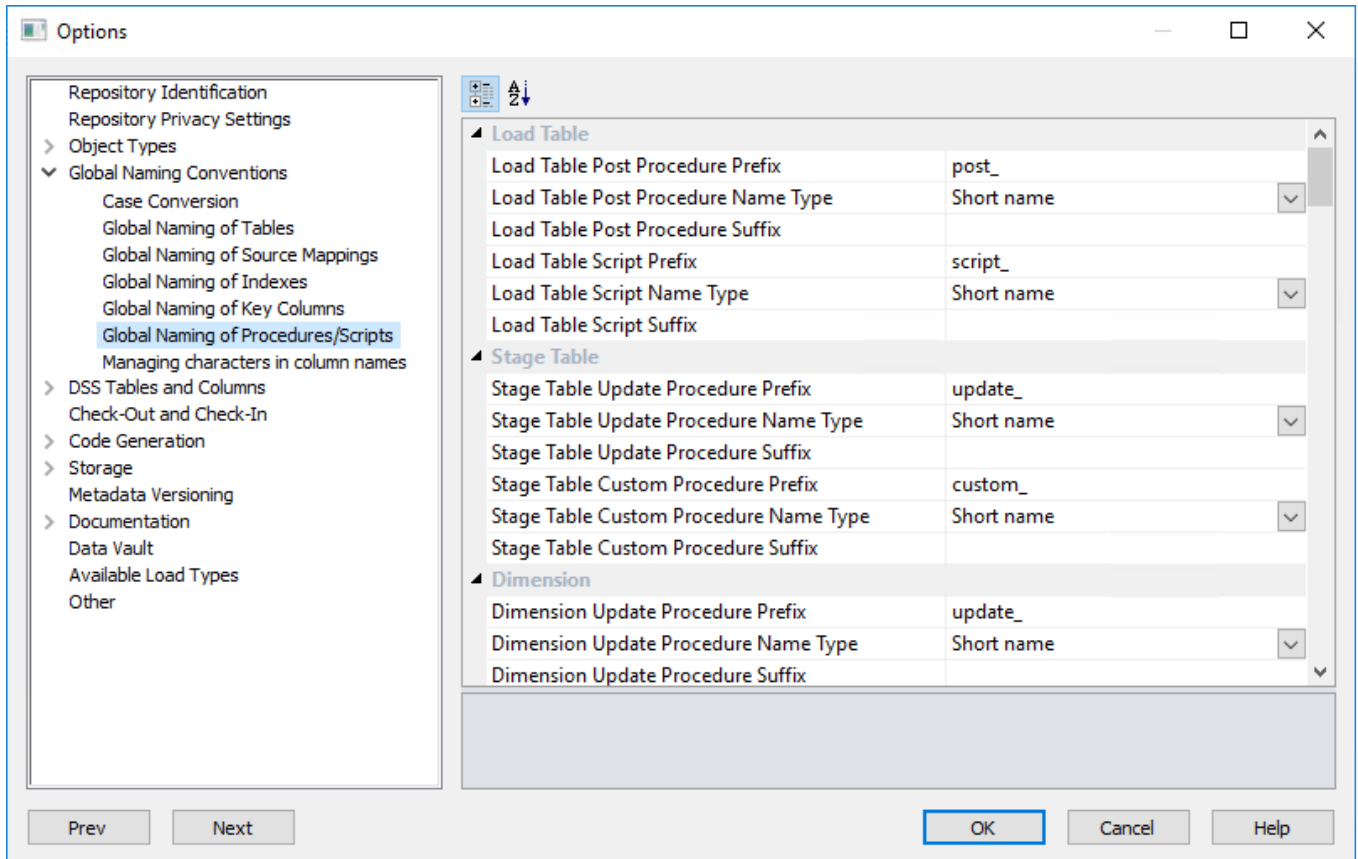 Options
Repository Identification
Repository Privacy Settings
Object Types
Global Naming Conventions
Case Conversion
Global Naming of Tables
Global Naming of Source Mappings
Global Naming of Indexes
Global Naming of Key Columns
Global Naming of Procedures/Scripts
Managing characters in column names
DSS Tables and Columns
Check-Out and Check-In
Code Generation
Storage
Metadata Versioning
Documentation
Data Vault
Available Load Types
Other
AZ
Load Table
Load Table Post Procedure Prefix post_
Load Table Post Procedure Name Type Short name
Load Table Post Procedure Suffix
Load Table Script Prefix script_
Load Table Script Name Type Short name
Load Table Script Suffix
Stage Table
Stage Table Update Procedure Prefix update_
Stage Table Update Procedure Name Type Short name
Stage Table Update Procedure Suffix
Stage Table Custom Procedure Prefix custom_
Stage Table Custom Procedure Name Type Short name
Stage Table Custom Procedure Suffix
Dimension
Dimension Update Procedure Prefix update_
Dimension Update Procedure Name Type Short name
Dimension Update Procedure Suffix
Prev Next OK Cancel Help